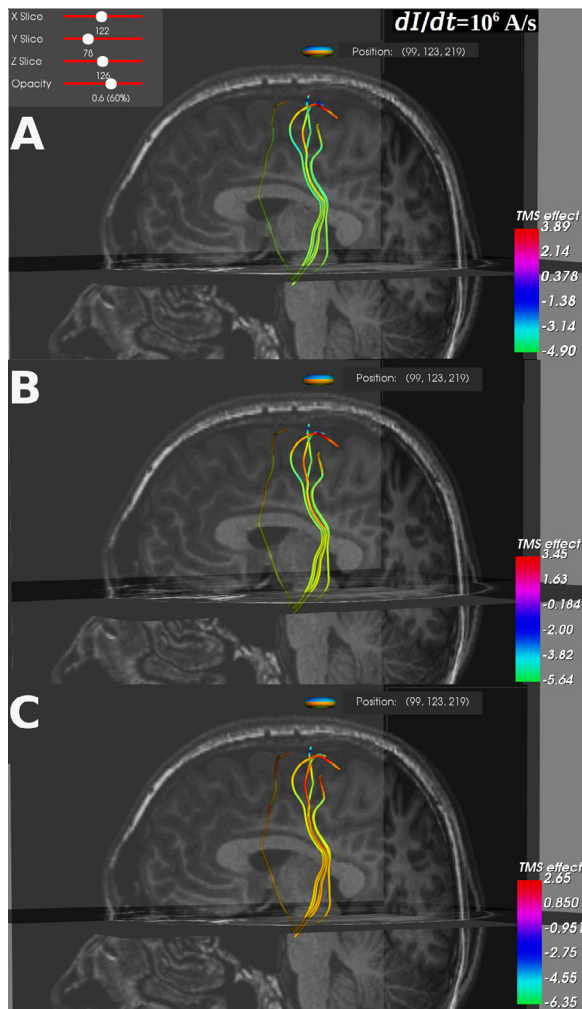 X Slice
122
Y Slice
78
Z Slice
126
Opacity
0.6 (60%)
dI/dt=10⁶ A/s
Position: (99, 123, 219)
A
TMS effect
3.89
2.14
0.378
-1.38
-3.14
-4.90
Position: (99, 123, 219)
B
TMS effect
3.45
1.63
-0.184
-2.00
-3.82
-5.64
Position: (99, 123, 219)
C
TMS effect
2.65
0.850
-0.951
-2.75
-4.55
-6.35